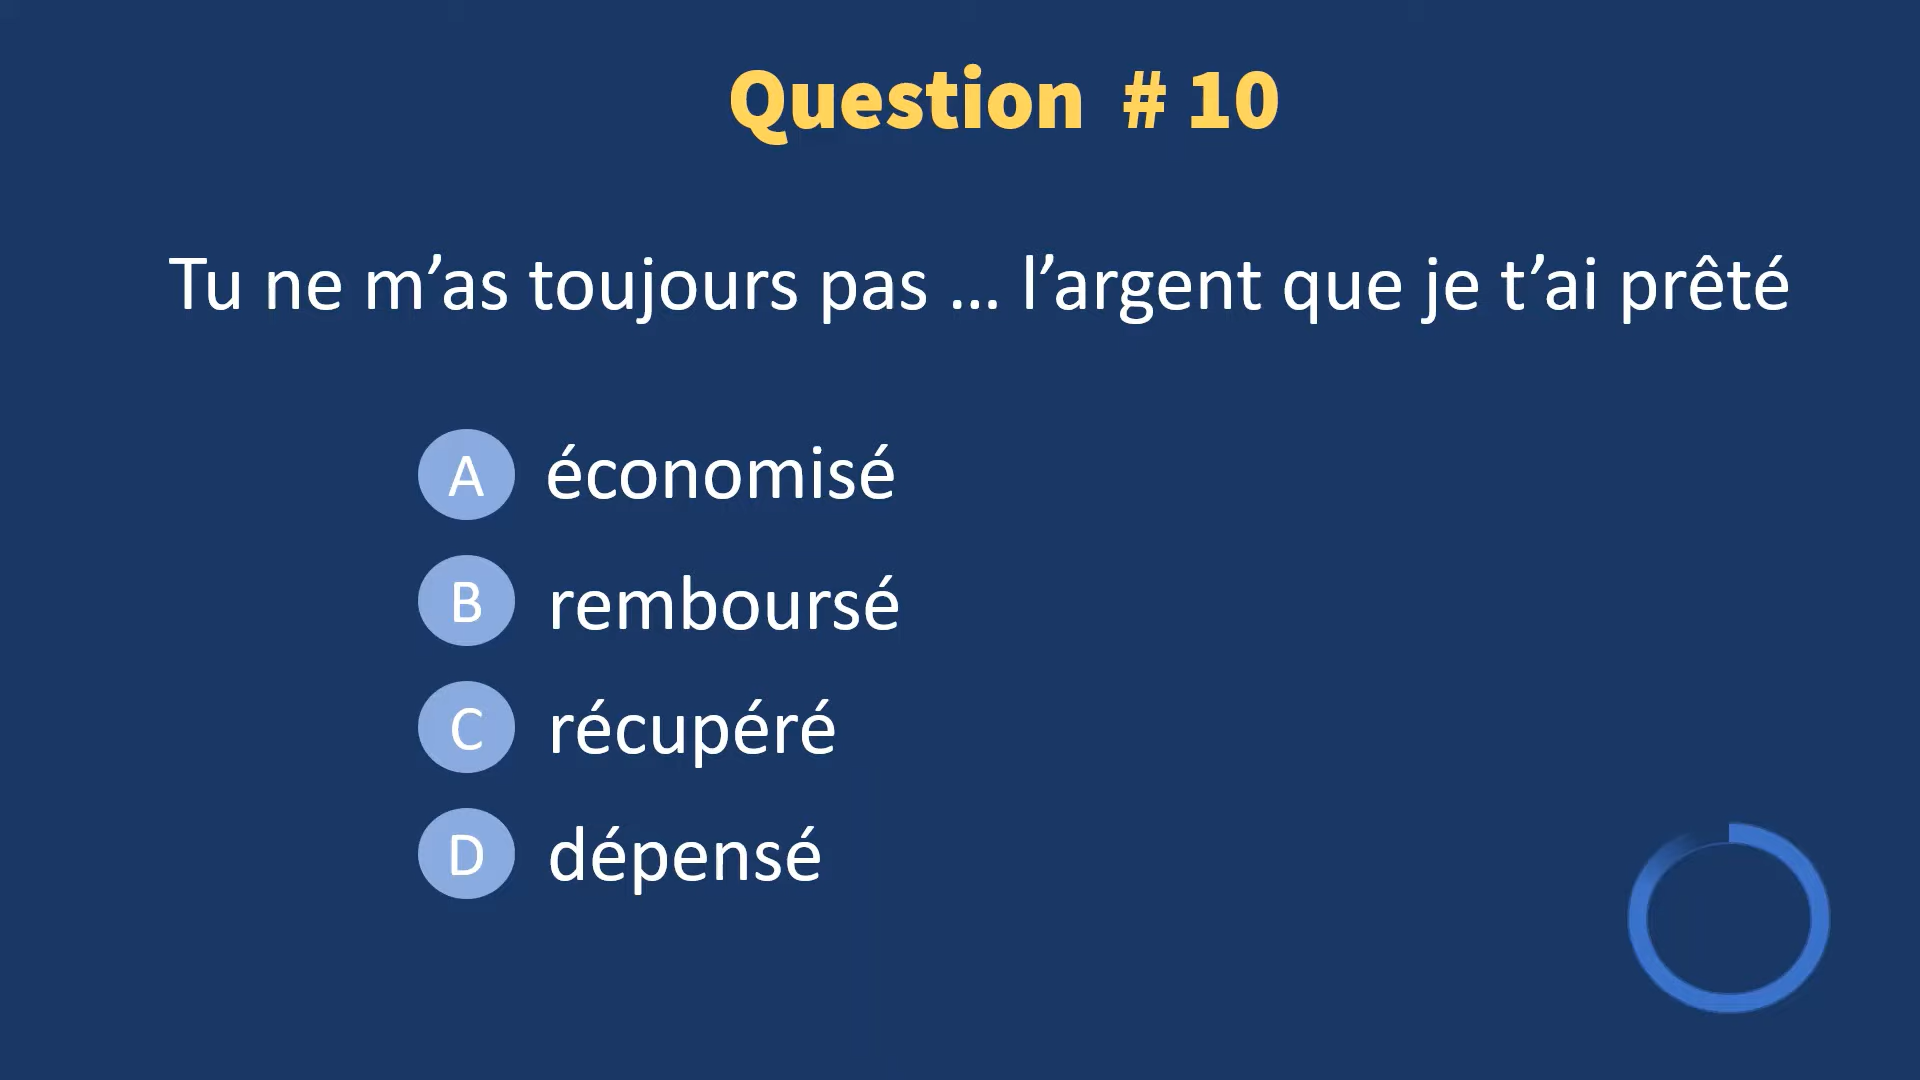 Question # 10
Tu ne m’as toujours pas ... l’argent que je t’ai prêté
A économisé
B remboursé
C récupéré
D dépensé